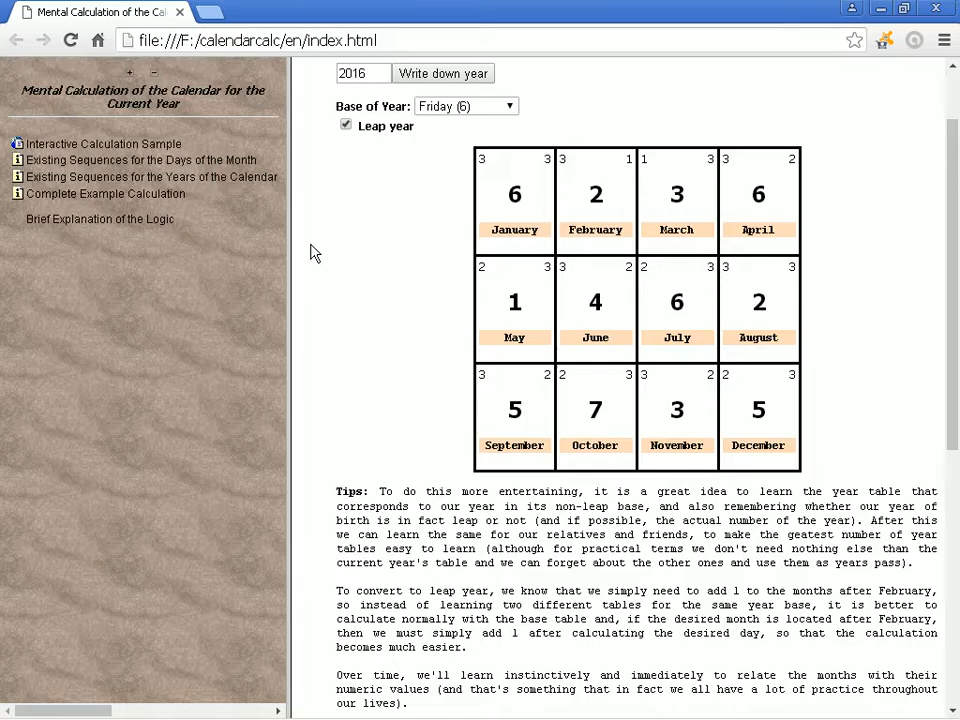 Mental Calculation of the Cal
file:///F:/calendarcalc/en/index.html
+ −
Mental Calculation of the Calendar for the
Current Year
Interactive Calculation Sample
Existing Sequences for the Days of the Month
Existing Sequences for the Years of the Calendar
Complete Example Calculation
Brief Explanation of the Logic
2016 Write down year
Base of Year: Friday (6)
Leap year
3 3 3 1 1 3 3 2
6 2 3 6
January February March April
2 3 3 2 2 3 3 3
1 4 6 2
May June July August
3 2 2 3 3 2 2 3
5 7 3 5
September October November December
Tips: To do this more entertaining, it is a great idea to learn the year table that
corresponds to our year in its non-leap base, and also remembering whether our year of
birth is in fact leap or not (and if possible, the actual number of the year). After this
we can learn the same for our relatives and friends, to make the geatest number of year
tables easy to learn (although for practical terms we don't need nothing else than the
current year's table and we can forget about the other ones and use them as years pass).
To convert to leap year, we know that we simply need to add 1 to the months after February,
so instead of learning two different tables for the same year base, it is better to
calculate normally with the base table and, if the desired month is located after February,
then we must simply add 1 after calculating the desired day, so that the calculation
becomes much easier.
Over time, we'll learn instinctively and immediately to relate the months with their
numeric values (and that's something that in fact we all have a lot of practice throughout
our lives).